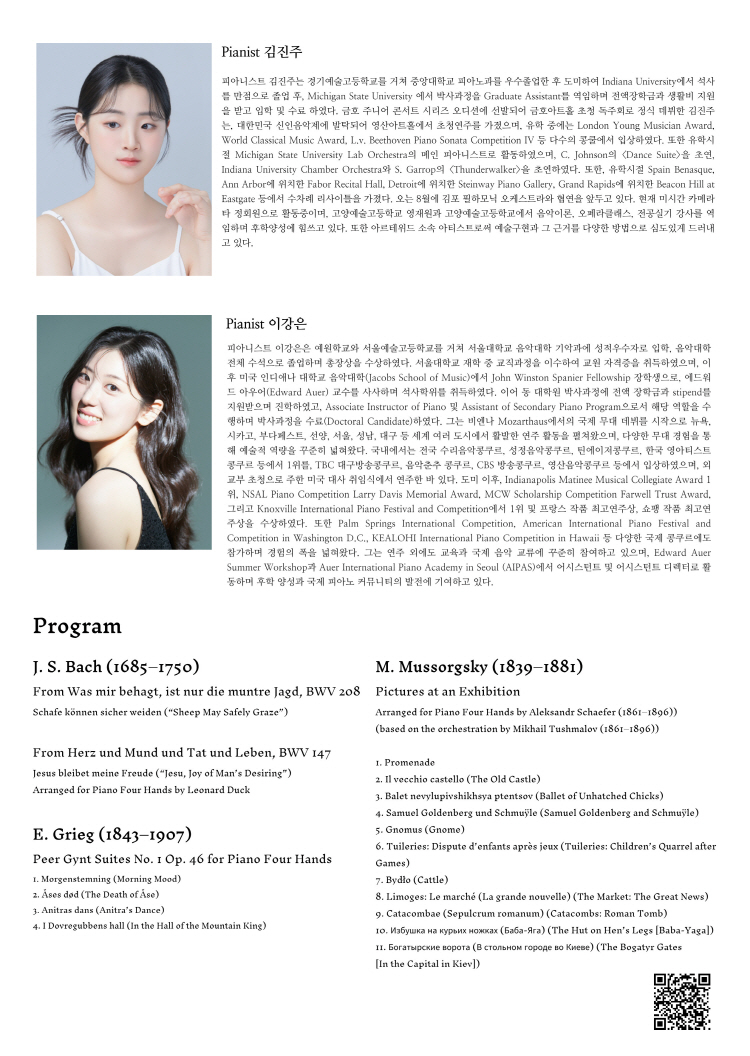 Pianist 김진주
피아니스트 김진주는 경기예술고등학교를 거쳐 중앙대학교 피아노과를 우수졸업한 후 도미하여 Indiana University에서 석사
를 만점으로 졸업 후, Michigan State University 에서 박사과정을 Graduate Assistant를 역임하며 전액장학금과 생활비 지원
을 받고 입학 및 수료 하였다. 금호 주니어 콘서트 시리즈 오디션에 선발되어 금호아트홀 초청 독주회로 정식 데뷔한 김진주
는, 대한민국 신인음악제에 발탁되어 영산아트홀에서 초청연주를 가졌으며, 유학 중에는 London Young Musician Award,
World Classical Music Award, L.v. Beethoven Piano Sonata Competition IV 등 다수의 콩쿨에서 입상하였다. 또한 유학시
절 Michigan State University Lab Orchestra의 메인 피아니스트로 활동하였으며, C. Johnson의 〈Dance Suite〉을 초연,
Indiana University Chamber Orchestra와 S. Garrop의 〈Thunderwalker〉을 초연하였다. 또한, 유학시절 Spain Benasque,
Ann Arbor에 위치한 Fabor Recital Hall, Detroit에 위치한 Steinway Piano Gallery, Grand Rapids에 위치한 Beacon Hill at
Eastgate 등에서 수차례 리사이틀을 가졌다. 오는 8월에 김포 필하모닉 오케스트라와 협연을 앞두고 있다. 현재 미시간 카메라
타 정회원으로 활동중이며, 고양예술고등학교 영재원과 고양예술고등학교에서 음악이론, 오페라클래스, 전공실기 강사를 역
임하며 후학양성에 힘쓰고 있다. 또한 아르테위드 소속 아티스트로써 예술구현과 그 근거를 다양한 방법으로 심도있게 드러내
고 있다.
Pianist 이강은
피아니스트 이강은은 예원학교와 서울예술고등학교를 거쳐 서울대학교 음악대학 기악과에 성적우수자로 입학, 음악대학
전체 수석으로 졸업하며 총장상을 수상하였다. 서울대학교 재학 중 교직과정을 이수하여 교원 자격증을 취득하였으며, 이
후 미국 인디애나 대학교 음악대학(Jacobs School of Music)에서 John Winston Spanier Fellowship 장학생으로, 에드워
드 아우어(Edward Auer) 교수를 사사하며 석사학위를 취득하였다. 이어 동 대학원 박사과정에 전액 장학금과 stipend를
지원받으며 진학하였고, Associate Instructor of Piano 및 Assistant of Secondary Piano Program으로서 해당 역할을 수
행하며 박사과정을 수료(Doctoral Candidate)하였다. 그는 비엔나 Mozarthaus에서의 국제 무대 데뷔를 시작으로 뉴욕,
시카고, 부다페스트, 선양, 서울, 성남, 대구 등 세계 여러 도시에서 활발한 연주 활동을 펼쳐왔으며, 다양한 무대 경험을 통
해 예술적 역량을 꾸준히 넓혀왔다. 국내에서는 전국 수리음악콩쿠르, 성정음악콩쿠르, 틴에이저콩쿠르, 한국 영아티스트
콩쿠르 등에서 1위를, TBC 대구방송콩쿠르, 음악춘추 콩쿠르, CBS 방송콩쿠르, 영산음악콩쿠르 등에서 입상하였으며, 외
교부 초청으로 주한 미국 대사 취임식에서 연주한 바 있다. 도미 이후, Indianapolis Matinee Musical Collegiate Award 1
위, NSAL Piano Competition Larry Davis Memorial Award, MCW Scholarship Competition Farwell Trust Award,
그리고 Knoxville International Piano Festival and Competition에서 1위 및 프랑스 작품 최고연주상, 쇼팽 작품 최고연
주상을 수상하였다. 또한 Palm Springs International Competition, American International Piano Festival and
Competition in Washington D.C., KEALOHI International Piano Competition in Hawaii 등 다양한 국제 콩쿠르에도
참가하며 경험의 폭을 넓혀왔다. 그는 연주 외에도 교육과 국제 음악 교류에 꾸준히 참여하고 있으며, Edward Auer
Summer Workshop과 Auer International Piano Academy in Seoul (AIPAS)에서 어시스턴트 및 어시스턴트 디렉터로 활
동하며 후학 양성과 국제 피아노 커뮤니티의 발전에 기여하고 있다.
Program
J. S. Bach (1685–1750)
From Was mir behagt, ist nur die muntre Jagd, BWV 208
Schafe können sicher weiden (“Sheep May Safely Graze”)
From Herz und Mund und Tat und Leben, BWV 147
Jesus bleibet meine Freude (“Jesu, Joy of Man’s Desiring”)
Arranged for Piano Four Hands by Leonard Duck
E. Grieg (1843–1907)
Peer Gynt Suites No. 1 Op. 46 for Piano Four Hands
1. Morgenstemning (Morning Mood)
2. Åses død (The Death of Åse)
3. Anitras dans (Anitra’s Dance)
4. I Dovregubbens hall (In the Hall of the Mountain King)
M. Mussorgsky (1839–1881)
Pictures at an Exhibition
Arranged for Piano Four Hands by Aleksandr Schaefer (1861–1896))
(based on the orchestration by Mikhail Tushmalov (1861–1896))
1. Promenade
2. Il vecchio castello (The Old Castle)
3. Balet nevylupivshikhsya ptentsov (Ballet of Unhatched Chicks)
4. Samuel Goldenberg und Schmuÿle (Samuel Goldenberg and Schmuÿle)
5. Gnomus (Gnome)
6. Tuileries: Dispute d’enfants après jeux (Tuileries: Children’s Quarrel after
Games)
7. Bydło (Cattle)
8. Limoges: Le marché (La grande nouvelle) (The Market: The Great News)
9. Catacombae (Sepulcrum romanum) (Catacombs: Roman Tomb)
10. Избушка на курьих ножках (Баба-Яга) (The Hut on Hen’s Legs [Baba-Yaga])
11. Богатырские ворота (В стольном городе во Киеве) (The Bogatyr Gates
[In the Capital in Kiev])